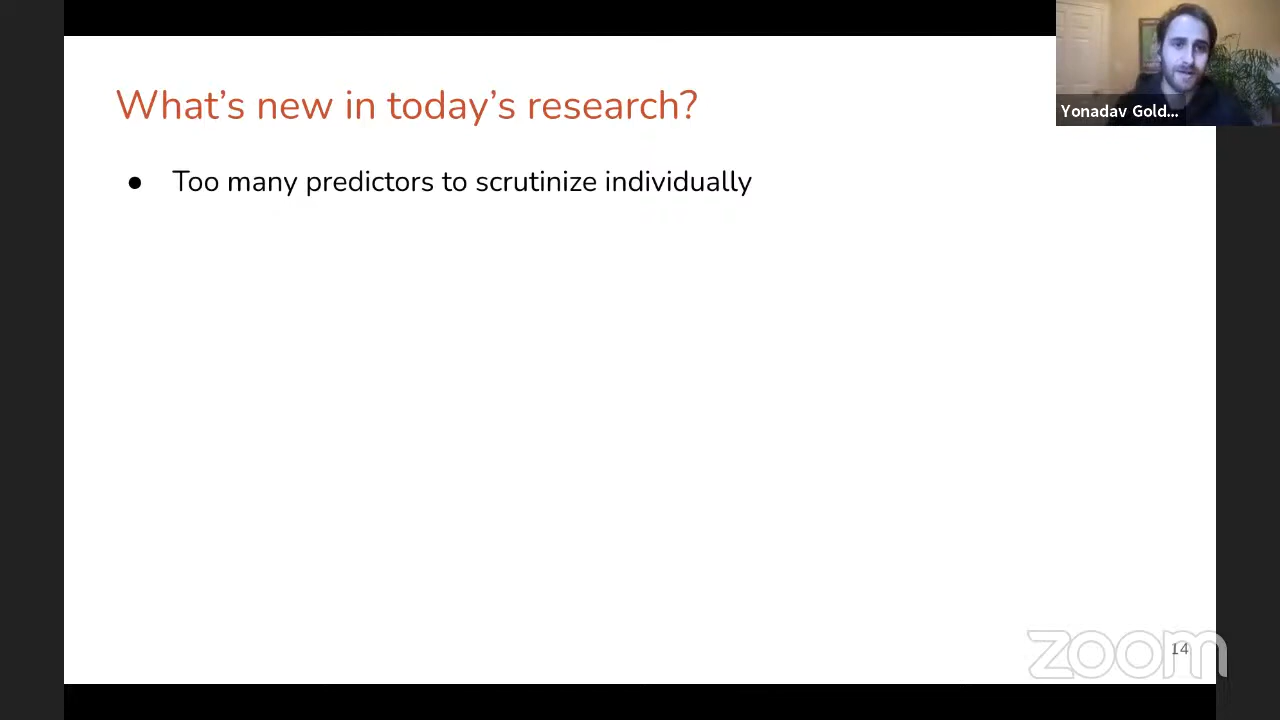 What's new in today's research?
● Too many predictors to scrutinize individually
Yonadav Gold...
14
zoom